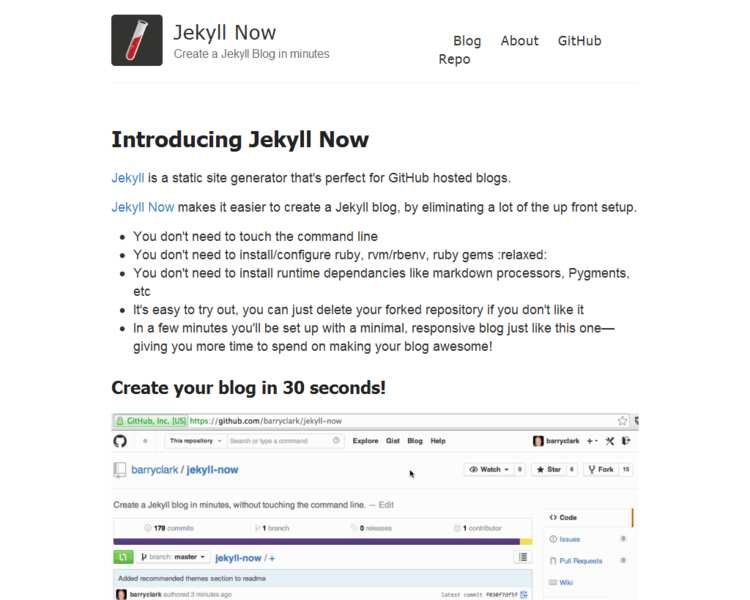 Jekyll Now
Create a Jekyll Blog in minutes
Blog About GitHub
Repo
Introducing Jekyll Now
Jekyll is a static site generator that's perfect for GitHub hosted blogs.
Jekyll Now makes it easier to create a Jekyll blog, by eliminating a lot of the up front setup.
• You don't need to touch the command line
• You don't need to install/configure ruby, rvm/rbenv, ruby gems :relaxed:
• You don't need to install runtime dependancies like markdown processors, Pygments,
etc
• It's easy to try out, you can just delete your forked repository if you don't like it
• In a few minutes you'll be set up with a minimal, responsive blog just like this one—
giving you more time to spend on making your blog awesome!
Create your blog in 30 seconds!
GitHub, Inc. [US] https://github.com/barryclark/jekyll-now
This repository Search or type a command Explore Gist Blog Help barryclark
barryclark / jekyll-now Watch 0 Star 6 Fork 15
Create a Jekyll blog in minutes, without touching the command line. — Edit
179 commits 1 branch 0 releases 1 contributor
Code
Issues 0
Pull Requests 0
Wiki
branch: master jekyll-now / +
Added recommended themes section to readme
barryclark authored 3 minutes ago latest commit